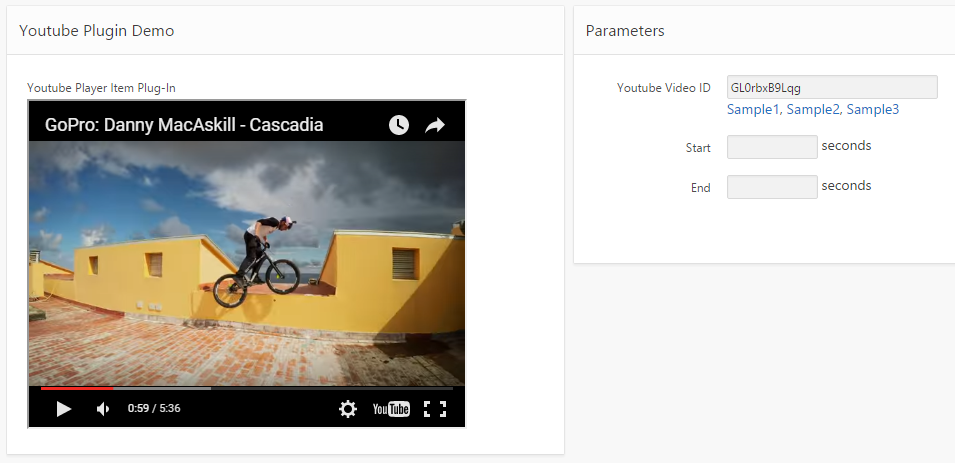 Youtube Plugin Demo
Youtube Player Item Plug-In
GoPro: Danny MacAskill - Cascadia
0:59 / 5:36
YouTube
Parameters
Youtube Video ID GL0rbxB9Lqg
Sample1, Sample2, Sample3
Start seconds
End seconds